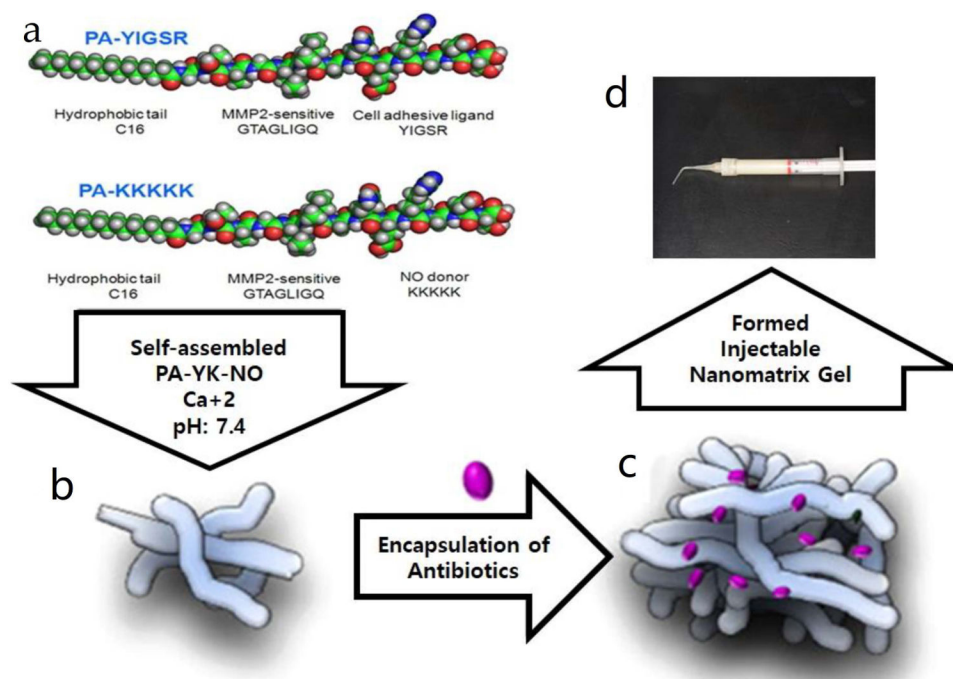 a
PA-YIGSR
Hydrophobic tail
C16
MMP2-sensitive
GTAGLIGQ
Cell adhesive ligand
YIGSR
PA-KKKKK
Hydrophobic tail
C16
MMP2-sensitive
GTAGLIGQ
NO donor
KKKKK
Self-assembled
PA-YK-NO
Ca+2
pH: 7.4
b
Encapsulation of
Antibiotics
c
Formed
Injectable
Nanomatrix Gel
d